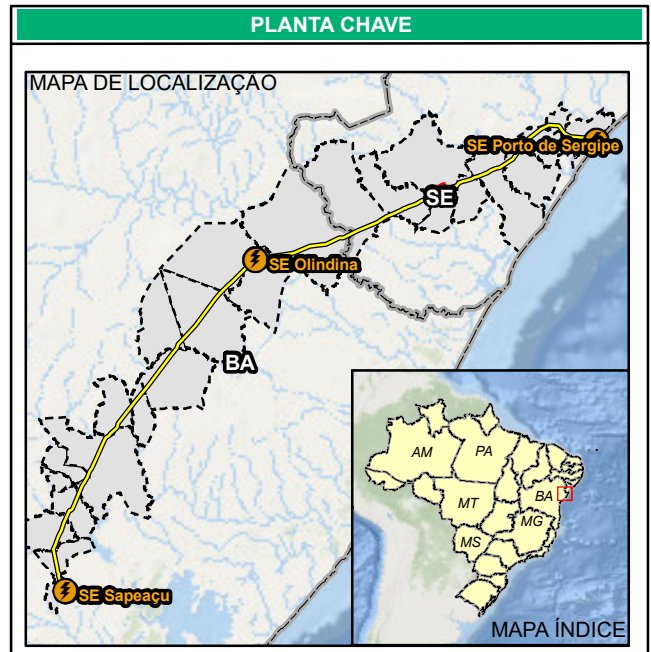 PLANTA CHAVE
MAPA DE LOCALIZAÇÃO
SE Porto de Sergipe
SE
SE Olindina
BA
AM
PA
BA
MT
MG
MS
SE Sapeaçu
MAPA ÍNDICE